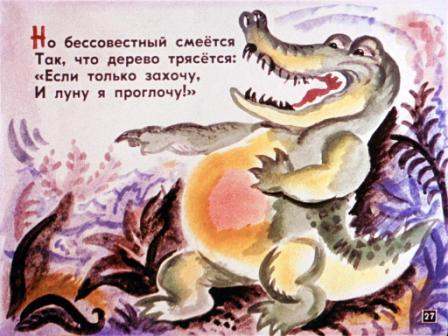 Но бессовестный смеётся
Так, что дерево трясётся:
«Если только захочу,
И луну я проглочу!»
27